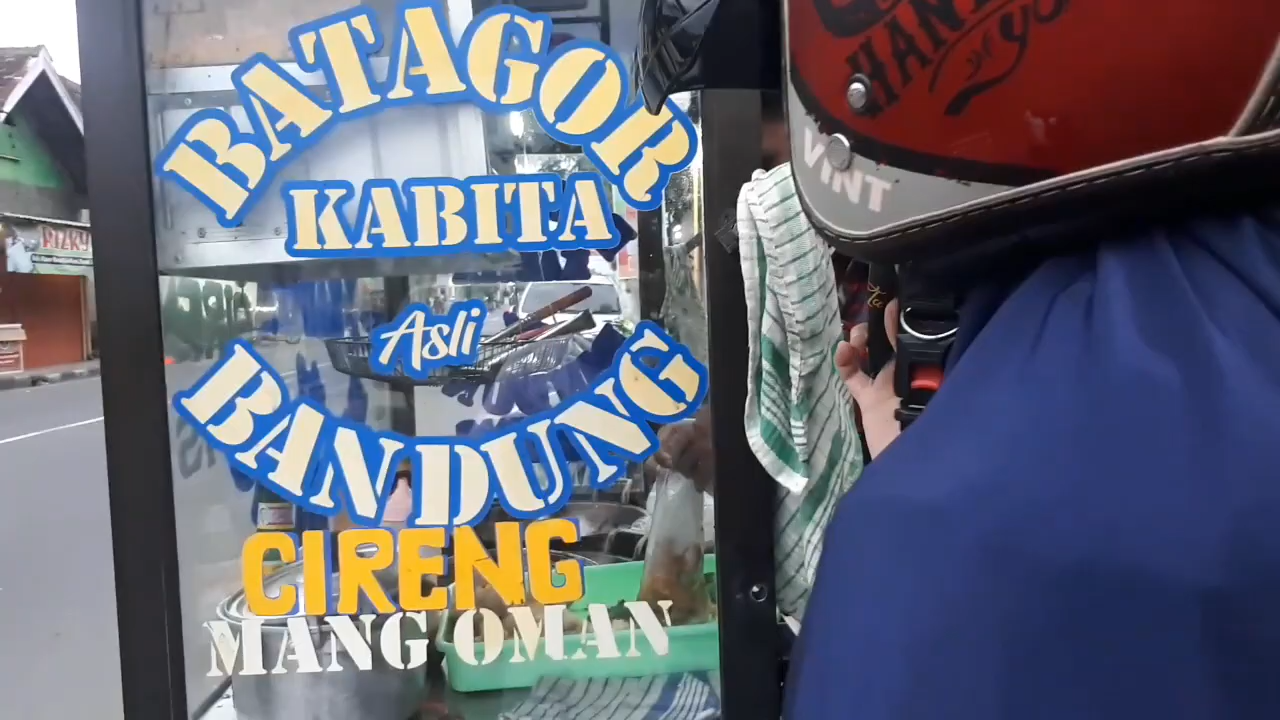 BATAGOR
KABITA
Asli
BANDUNG
CIRENG
MANG OMAN
RIZKY
VINT